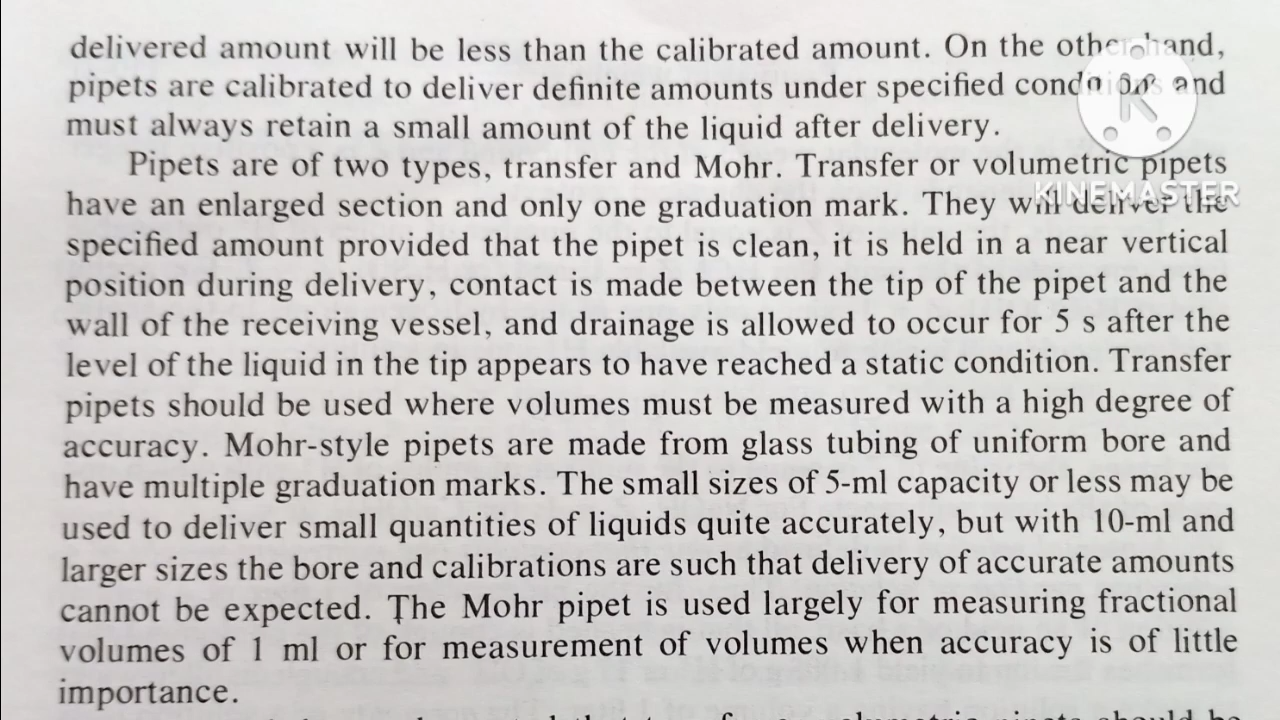 delivered amount will be less than the calibrated amount. On the other hand,
pipets are calibrated to deliver definite amounts under specified conditions and
must always retain a small amount of the liquid after delivery.
Pipets are of two types, transfer and Mohr. Transfer or volumetric pipets
KINEMASTER
have an enlarged section and only one graduation mark. They will deliver the
specified amount provided that the pipet is clean, it is held in a near vertical
position during delivery, contact is made between the tip of the pipet and the
wall of the receiving vessel, and drainage is allowed to occur for 5 s after the
level of the liquid in the tip appears to have reached a static condition. Transfer
pipets should be used where volumes must be measured with a high degree of
accuracy. Mohr-style pipets are made from glass tubing of uniform bore and
have multiple graduation marks. The small sizes of 5-ml capacity or less may be
used to deliver small quantities of liquids quite accurately, but with 10-ml and
larger sizes the bore and calibrations are such that delivery of accurate amounts
cannot be expected. The Mohr pipet is used largely for measuring fractional
volumes of 1 ml or for measurement of volumes when accuracy is of little
importance.